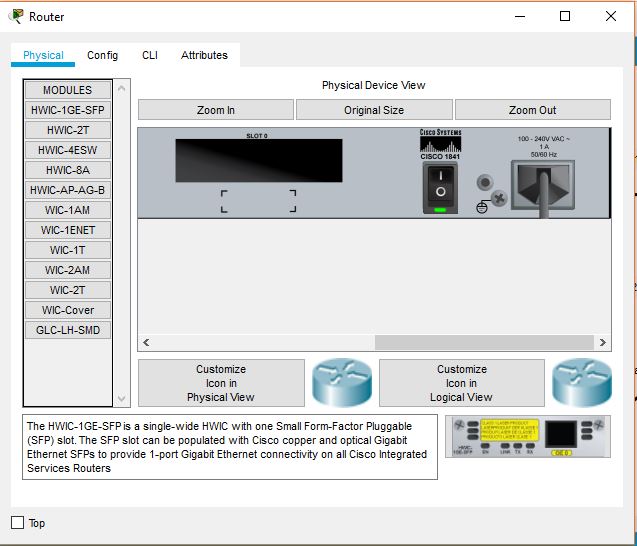 Router
Physical Config CLI Attributes
MODULES
HWIC-1GE-SFP
HWIC-2T
HWIC-4ESW
HWIC-8A
HWIC-AP-AG-B
WIC-1AM
WIC-1ENET
WIC-1T
WIC-2AM
WIC-2T
WIC-Cover
GLC-LH-SMD
Physical Device View
Zoom In Original Size Zoom Out
SLOT 0
CISCO SYSTEMS
CISCO 1841
I
O
100 - 240V VAC ~
1 A
50/60 Hz
Customize
Icon in
Physical View
Customize
Icon in
Logical View
The HWIC-1GE-SFP is a single-wide HWIC with one Small Form-Factor Pluggable
(SFP) slot. The SFP slot can be populated with Cisco copper and optical Gigabit
Ethernet SFPs to provide 1-port Gigabit Ethernet connectivity on all Cisco Integrated
Services Routers
HWIC-
1GE-SFP
EN LINK TX RX
GE 0
Top